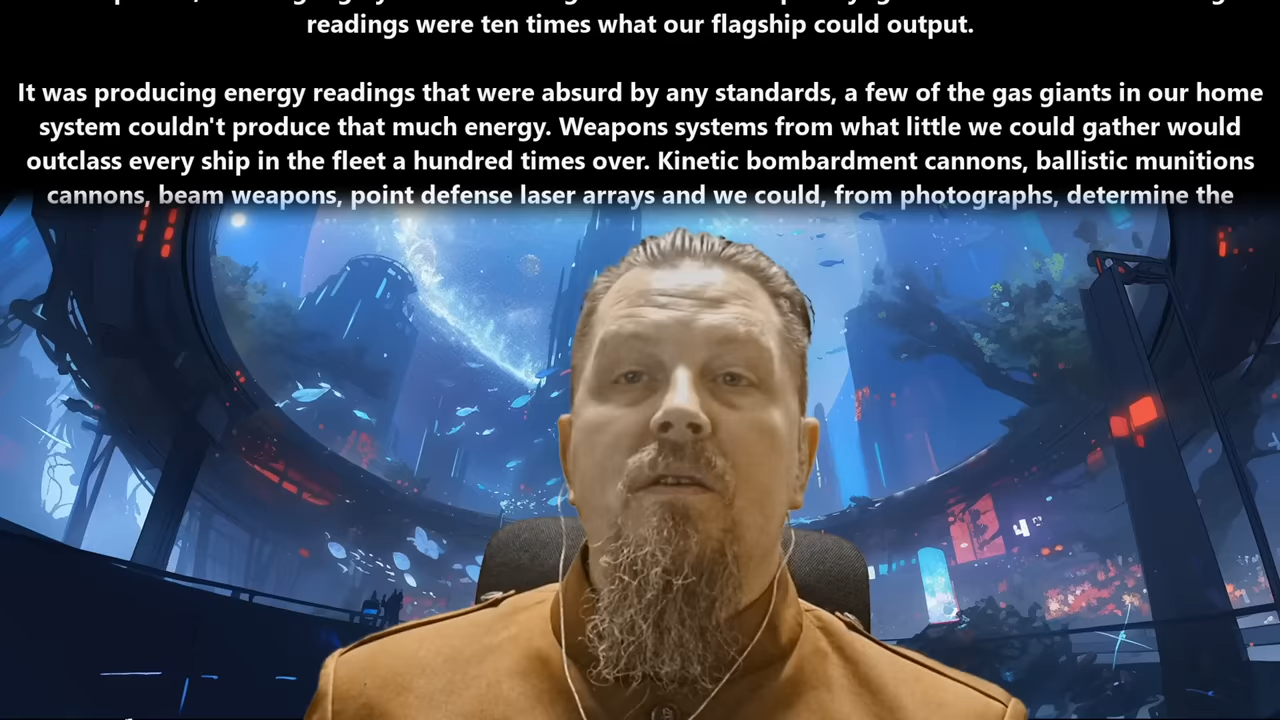 readings were ten times what our flagship could output.
It was producing energy readings that were absurd by any standards, a few of the gas giants in our home
system couldn't produce that much energy. Weapons systems from what little we could gather would
outclass every ship in the fleet a hundred times over. Kinetic bombardment cannons, ballistic munitions
cannons, beam weapons, point defense laser arrays and we could, from photographs, determine the